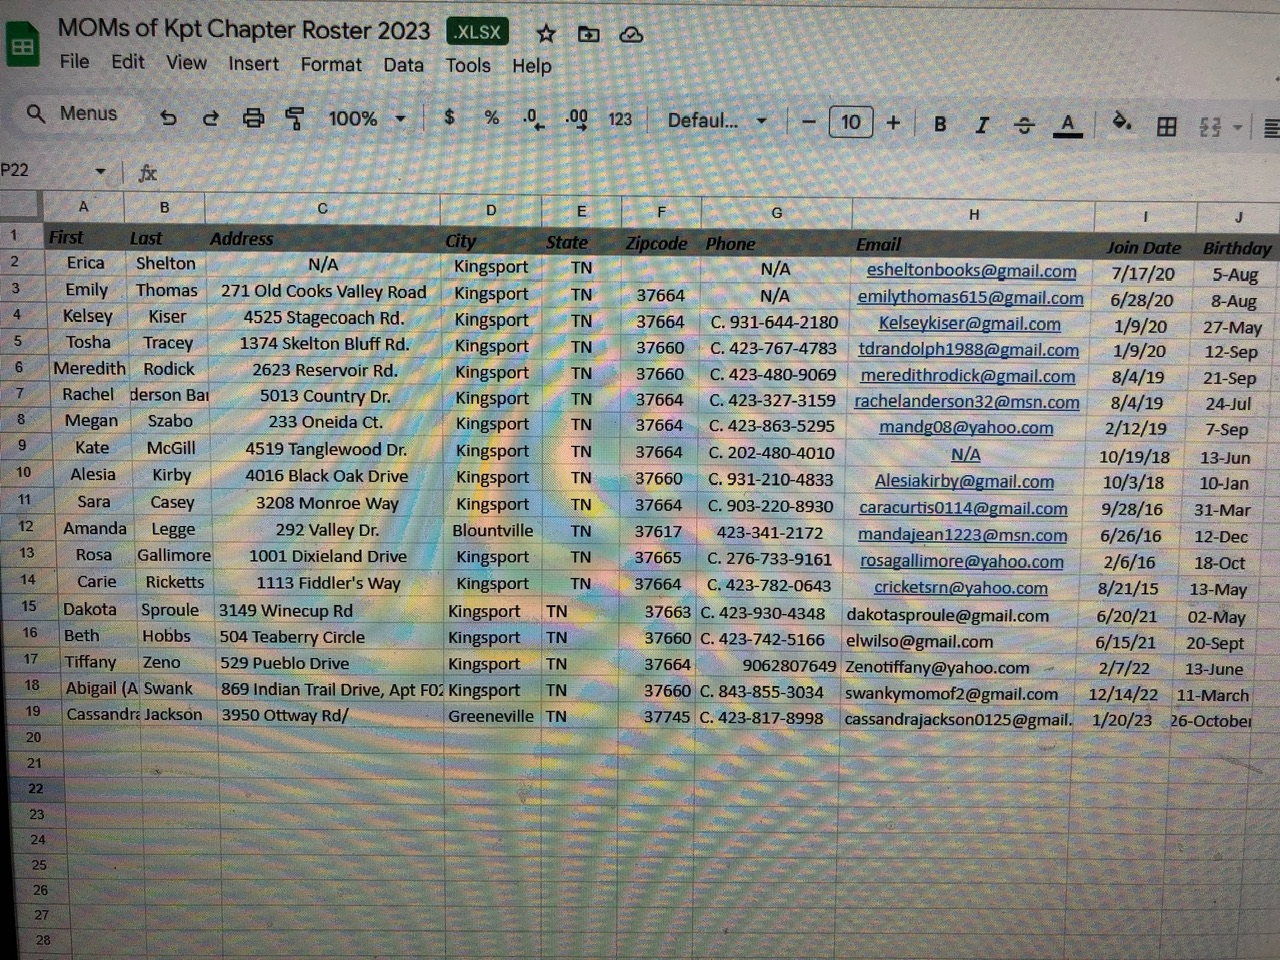 MOMs of Kpt Chapter Roster 2023 .XLSX
File Edit View Insert Format Data Tools Help
Menus 100% $ % .0 .00 123 Defaul... − 10 + B I S A
P22 fx
A B C D E F G H I J
1 First Last Address City State Zipcode Phone Email Join Date Birthday
2 Erica Shelton N/A Kingsport TN N/A esheltonbooks@gmail.com 7/17/20 5-Aug
3 Emily Thomas 271 Old Cooks Valley Road Kingsport TN 37664 N/A emilythomas615@gmail.com 6/28/20 8-Aug
4 Kelsey Kiser 4525 Stagecoach Rd. Kingsport TN 37664 C. 931-644-2180 Kelseykiser@gmail.com 1/9/20 27-May
5 Tosha Tracey 1374 Skelton Bluff Rd. Kingsport TN 37660 C. 423-767-4783 tdrandolph1988@gmail.com 1/9/20 12-Sep
6 Meredith Rodick 2623 Reservoir Rd. Kingsport TN 37660 C. 423-480-9069 meredithrodick@gmail.com 8/4/19 21-Sep
7 Rachel derson Bar 5013 Country Dr. Kingsport TN 37664 C. 423-327-3159 rachelanderson32@msn.com 8/4/19 24-Jul
8 Megan Szabo 233 Oneida Ct. Kingsport TN 37664 C. 423-863-5295 mandg08@yahoo.com 2/12/19 7-Sep
9 Kate McGill 4519 Tanglewood Dr. Kingsport TN 37664 C. 202-480-4010 N/A 10/19/18 13-Jun
10 Alesia Kirby 4016 Black Oak Drive Kingsport TN 37660 C. 931-210-4833 Alesiakirby@gmail.com 10/3/18 10-Jan
11 Sara Casey 3208 Monroe Way Kingsport TN 37664 C. 903-220-8930 caracurtis0114@gmail.com 9/28/16 31-Mar
12 Amanda Legge 292 Valley Dr. Blountville TN 37617 423-341-2172 mandajean1223@msn.com 6/26/16 12-Dec
13 Rosa Gallimore 1001 Dixieland Drive Kingsport TN 37665 C. 276-733-9161 rosagallimore@yahoo.com 2/6/16 18-Oct
14 Carie Ricketts 1113 Fiddler's Way Kingsport TN 37664 C. 423-782-0643 cricketsrn@yahoo.com 8/21/15 13-May
15 Dakota Sproule 3149 Winecup Rd Kingsport TN 37663 C. 423-930-4348 dakotasproule@gmail.com 6/20/21 02-May
16 Beth Hobbs 504 Teaberry Circle Kingsport TN 37660 C. 423-742-5166 elwilso@gmail.com 6/15/21 20-Sept
17 Tiffany Zeno 529 Pueblo Drive Kingsport TN 37664 9062807649 Zenotiffany@yahoo.com 2/7/22 13-June
18 Abigail (A Swank 869 Indian Trail Drive, Apt F02 Kingsport TN 37660 C. 843-855-3034 swankymomof2@gmail.com 12/14/22 11-March
19 Cassandra Jackson 3950 Ottway Rd/ Greeneville TN 37745 C. 423-817-8998 cassandrajackson0125@gmail. 1/20/23 26-October
20
21
22
23
24
25
26
27
28